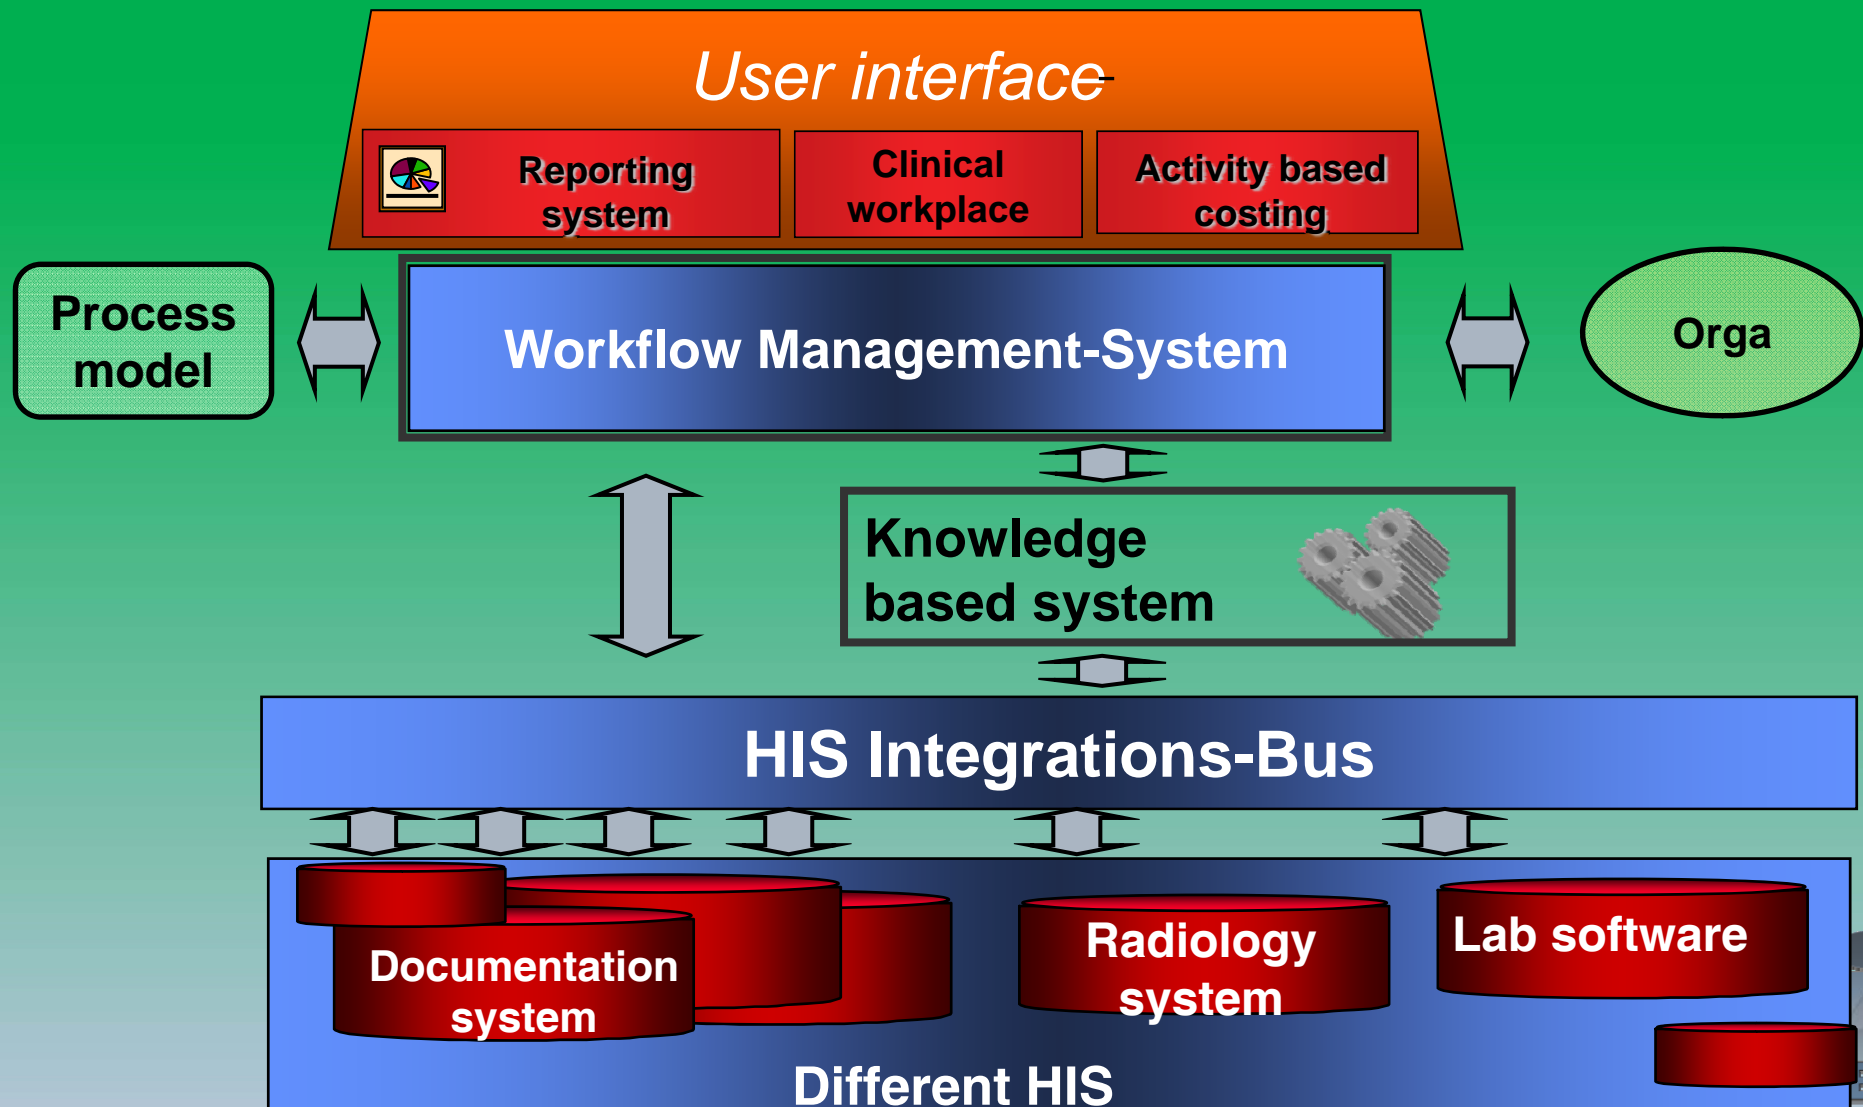 User interface-
Reporting
system
Clinical
workplace
Activity based
costing
Process
model
Workflow Management-System
Orga
Knowledge
based system
HIS Integrations-Bus
Documentation
system
Radiology
system
Lab software
Different HIS